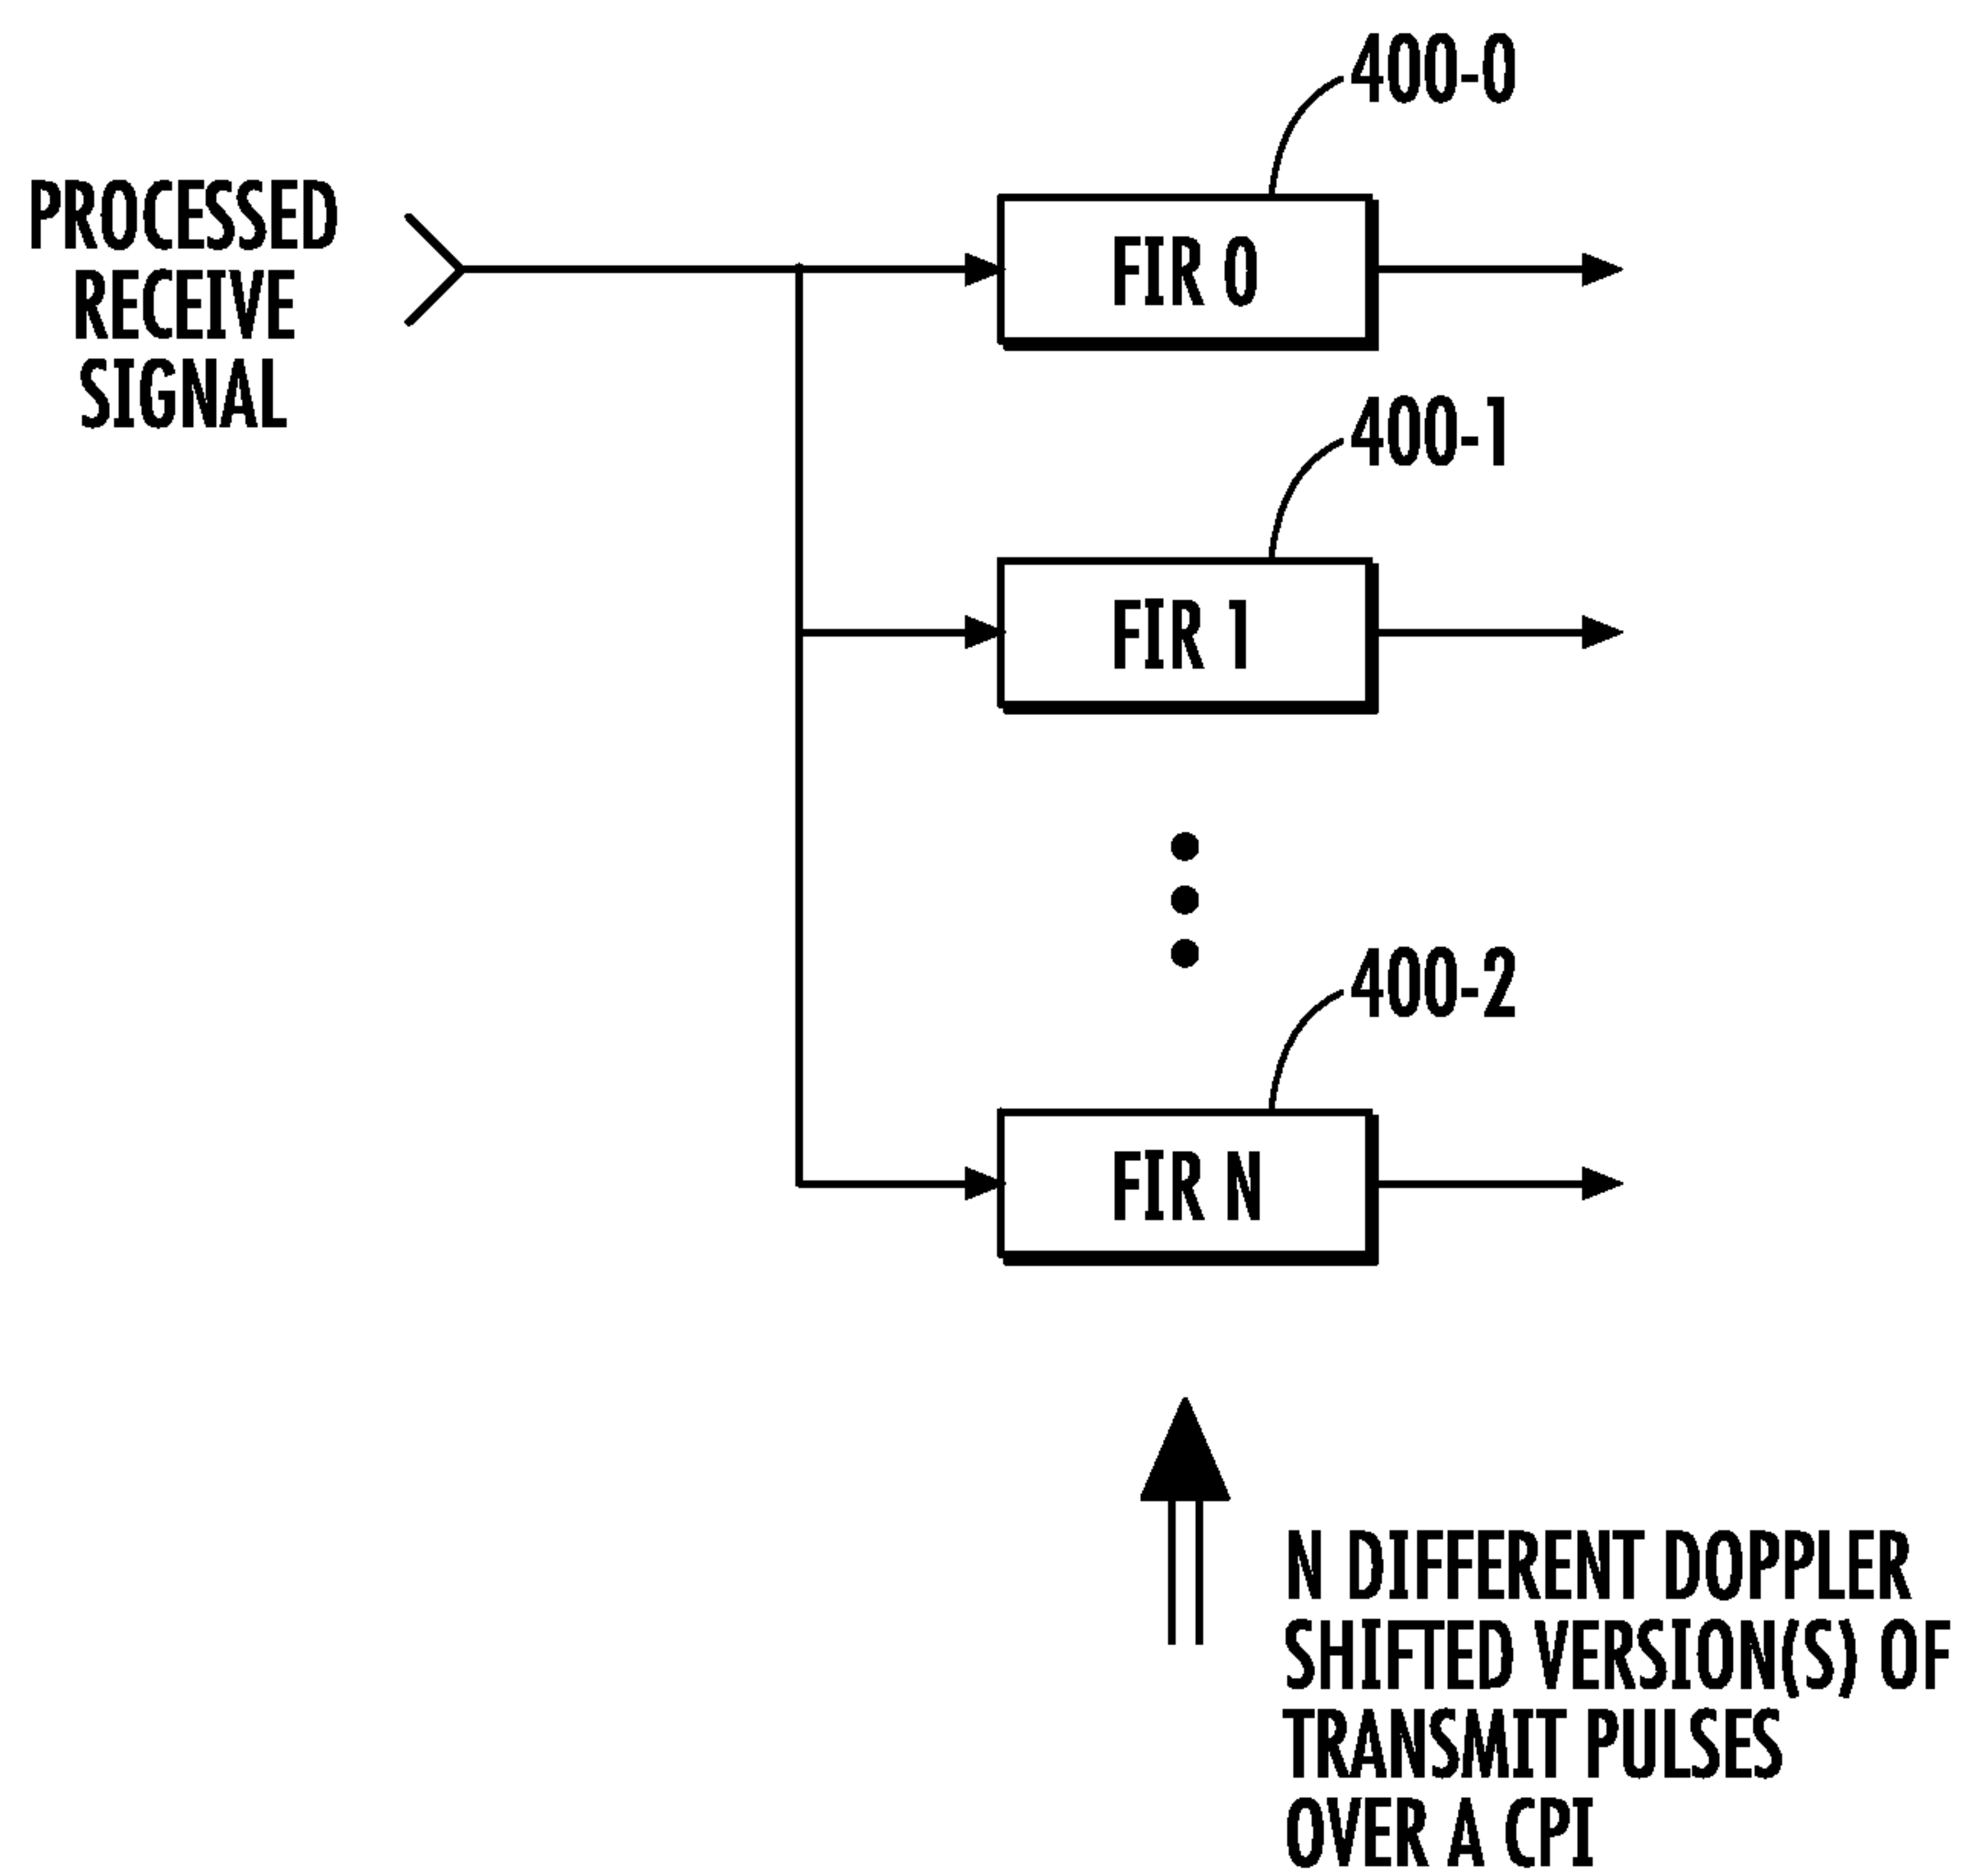 400-0
PROCESSED
RECEIVE
SIGNAL
FIR 0
400-1
FIR 1
400-2
FIR N
N DIFFERENT DOPPLER
SHIFTED VERSION(S) OF
TRANSMIT PULSES
OVER A CPI